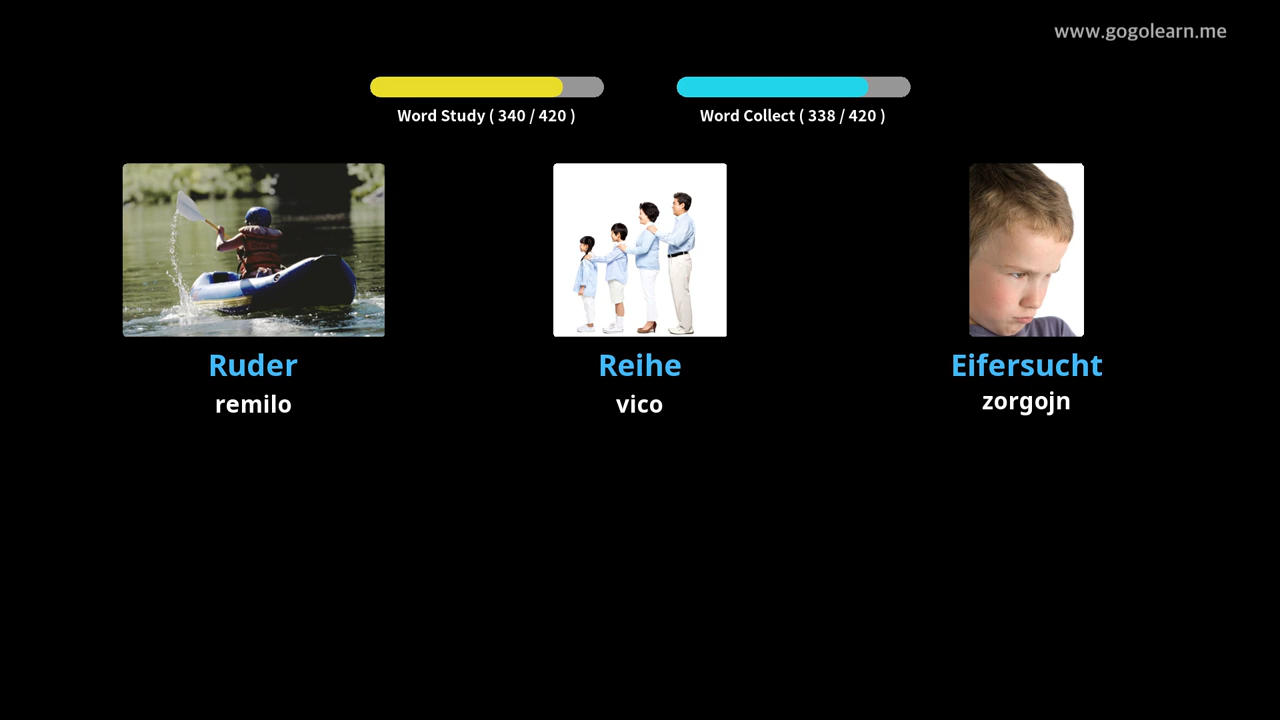 www.gogolearn.me
Word Study ( 340 / 420 )
Word Collect ( 338 / 420 )
Ruder
remilo
Reihe
vico
Eifersucht
zorgojn